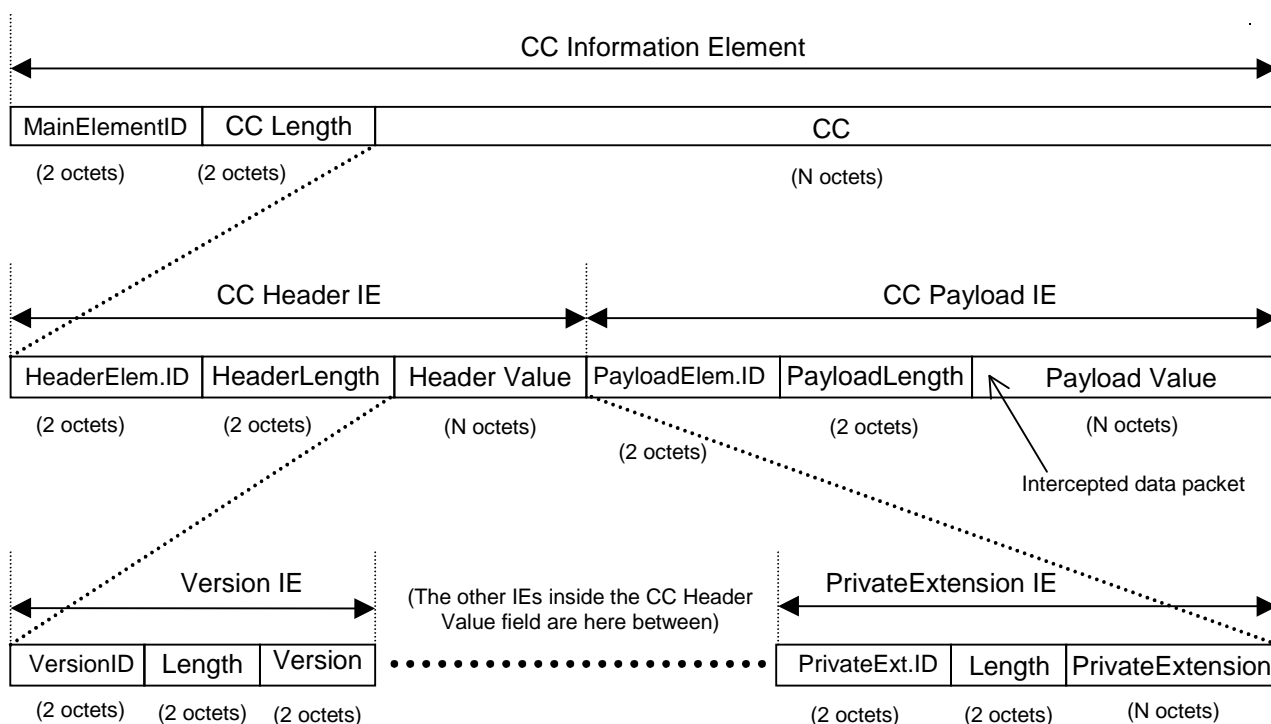 CC Information Element
MainElementID CC Length CC
(2 octets) (2 octets) (N octets)
CC Header IE CC Payload IE
HeaderElem.ID HeaderLength Header Value PayloadElem.ID PayloadLength Payload Value
(2 octets) (2 octets) (N octets) (2 octets) (2 octets) (N octets)
Intercepted data packet
Version IE (The other IEs inside the CC Header PrivateExtension IE
Value field are here between)
VersionID Length Version PrivateExt.ID Length PrivateExtension
(2 octets) (2 octets) (2 octets) (2 octets) (2 octets) (N octets)